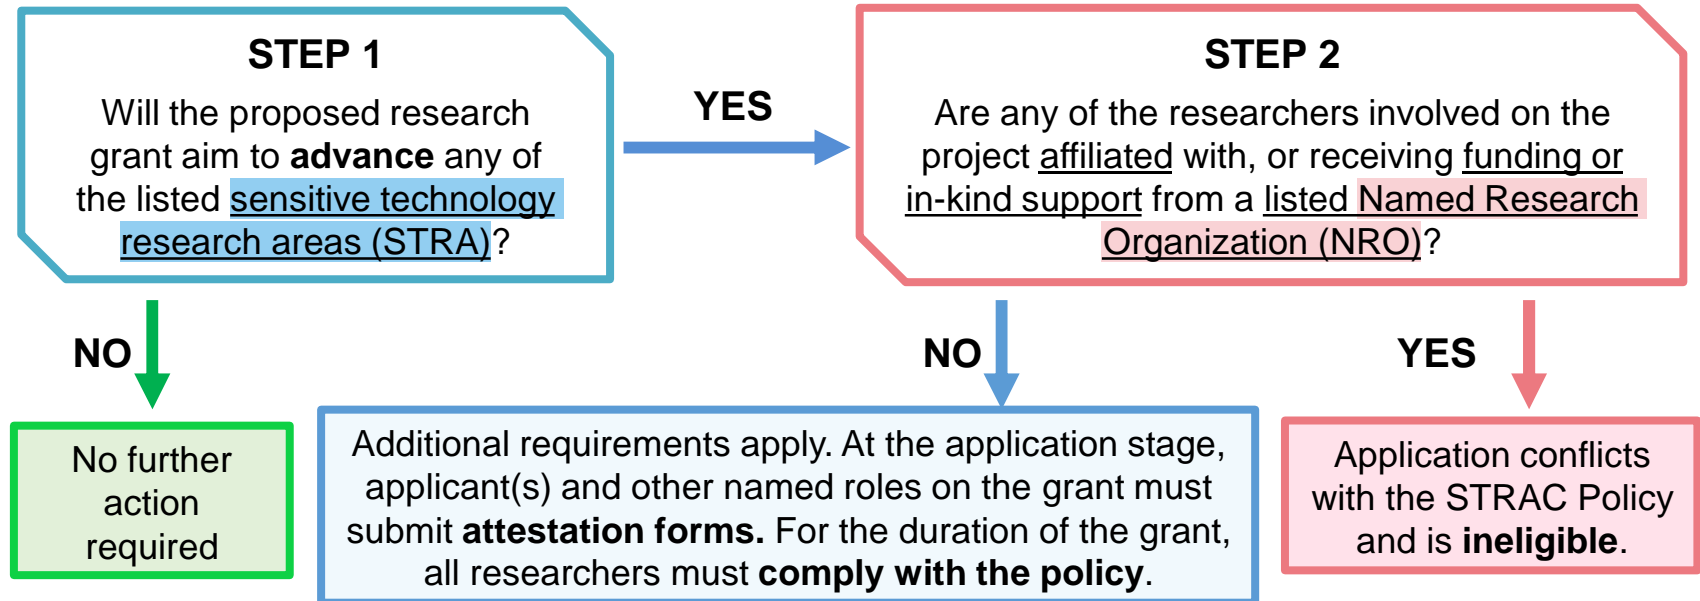 STEP 1
Will the proposed research
grant aim to advance any of
the listed sensitive technology
research areas (STRA)?
YES
STEP 2
Are any of the researchers involved on the
project affiliated with, or receiving funding or
in-kind support from a listed Named Research
Organization (NRO)?
NO
NO
YES
No further
action
required
Additional requirements apply. At the application stage,
applicant(s) and other named roles on the grant must
submit attestation forms. For the duration of the grant,
all researchers must comply with the policy.
Application conflicts
with the STRAC Policy
and is ineligible.